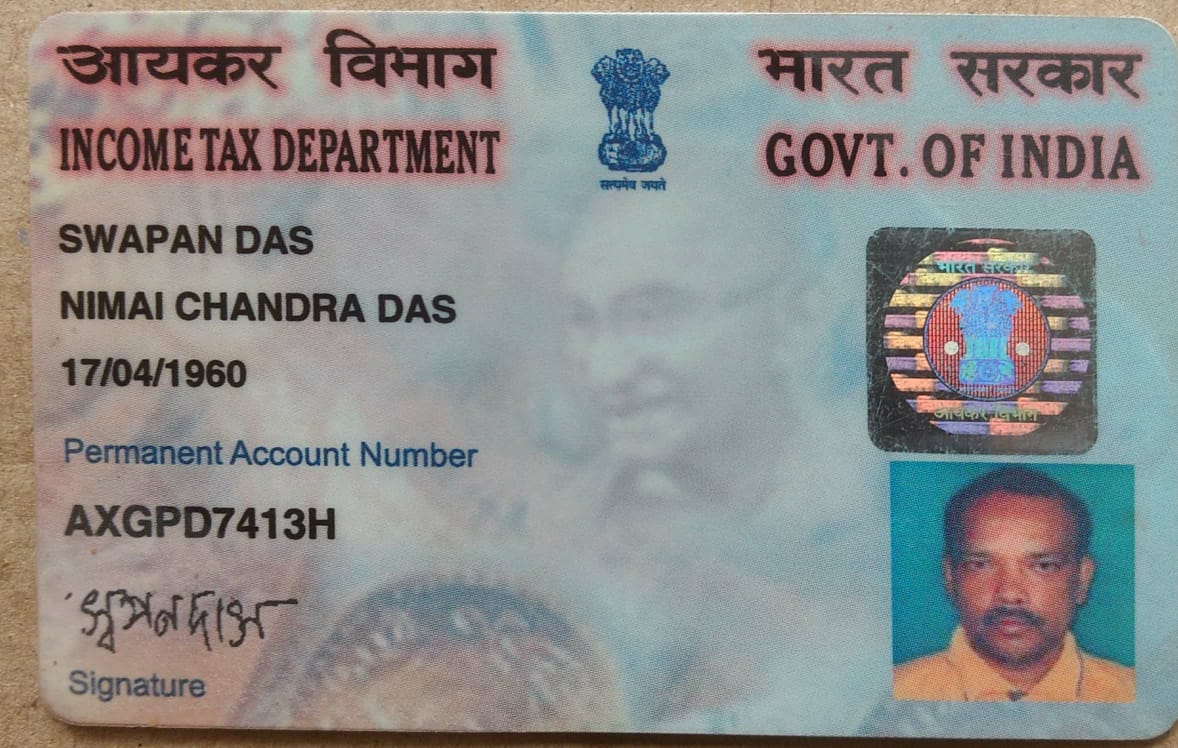 आयकर विभाग
INCOME TAX DEPARTMENT
सत्यमेव जयते
भारत सरकार
GOVT. OF INDIA
SWAPAN DAS
NIMAI CHANDRA DAS
17/04/1960
Permanent Account Number
AXGPD7413H
স্বপন দাস
Signature
भारत सरकार
आयकर विभाग